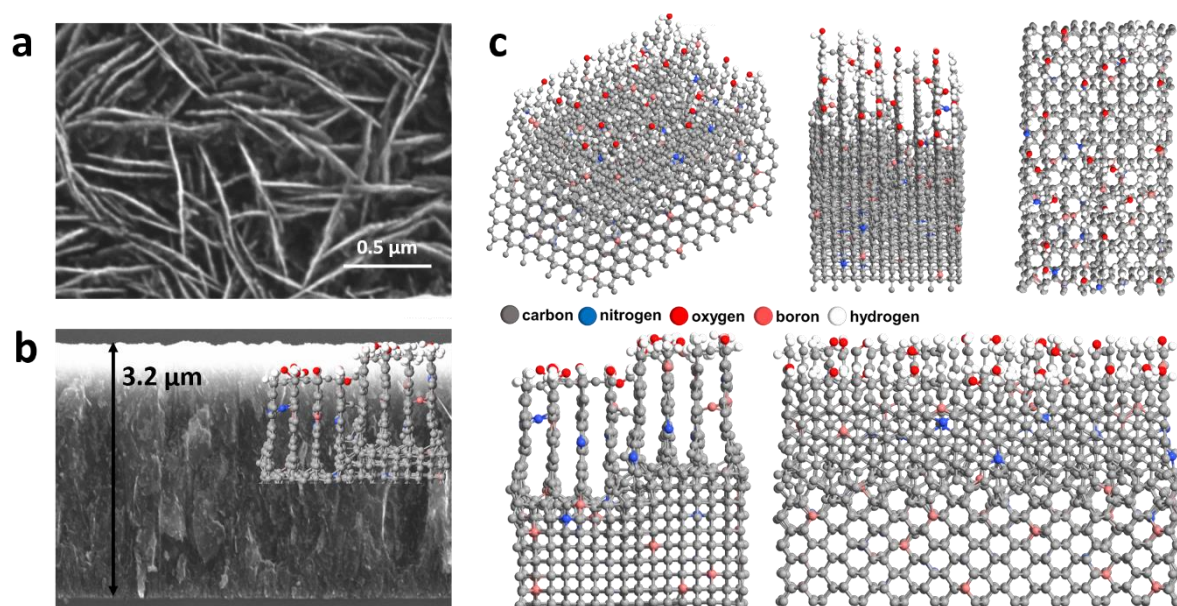 a
0.5 μm
b
3.2 μm
c
carbon nitrogen oxygen boron hydrogen